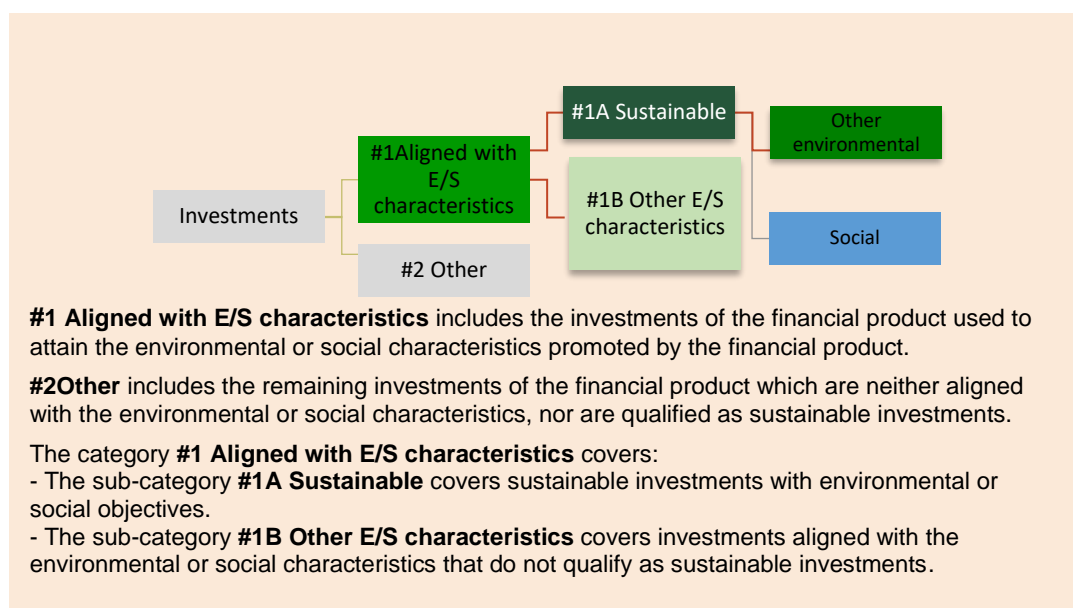 #1A Sustainable
Other
environmental
#1Aligned with
E/S
characteristics
#1B Other E/S
characteristics
Investments
Social
#2 Other
#1 Aligned with E/S characteristics includes the investments of the financial product used to
attain the environmental or social characteristics promoted by the financial product.
#2Other includes the remaining investments of the financial product which are neither aligned
with the environmental or social characteristics, nor are qualified as sustainable investments.
The category #1 Aligned with E/S characteristics covers:
- The sub-category #1A Sustainable covers sustainable investments with environmental or
social objectives.
- The sub-category #1B Other E/S characteristics covers investments aligned with the
environmental or social characteristics that do not qualify as sustainable investments.